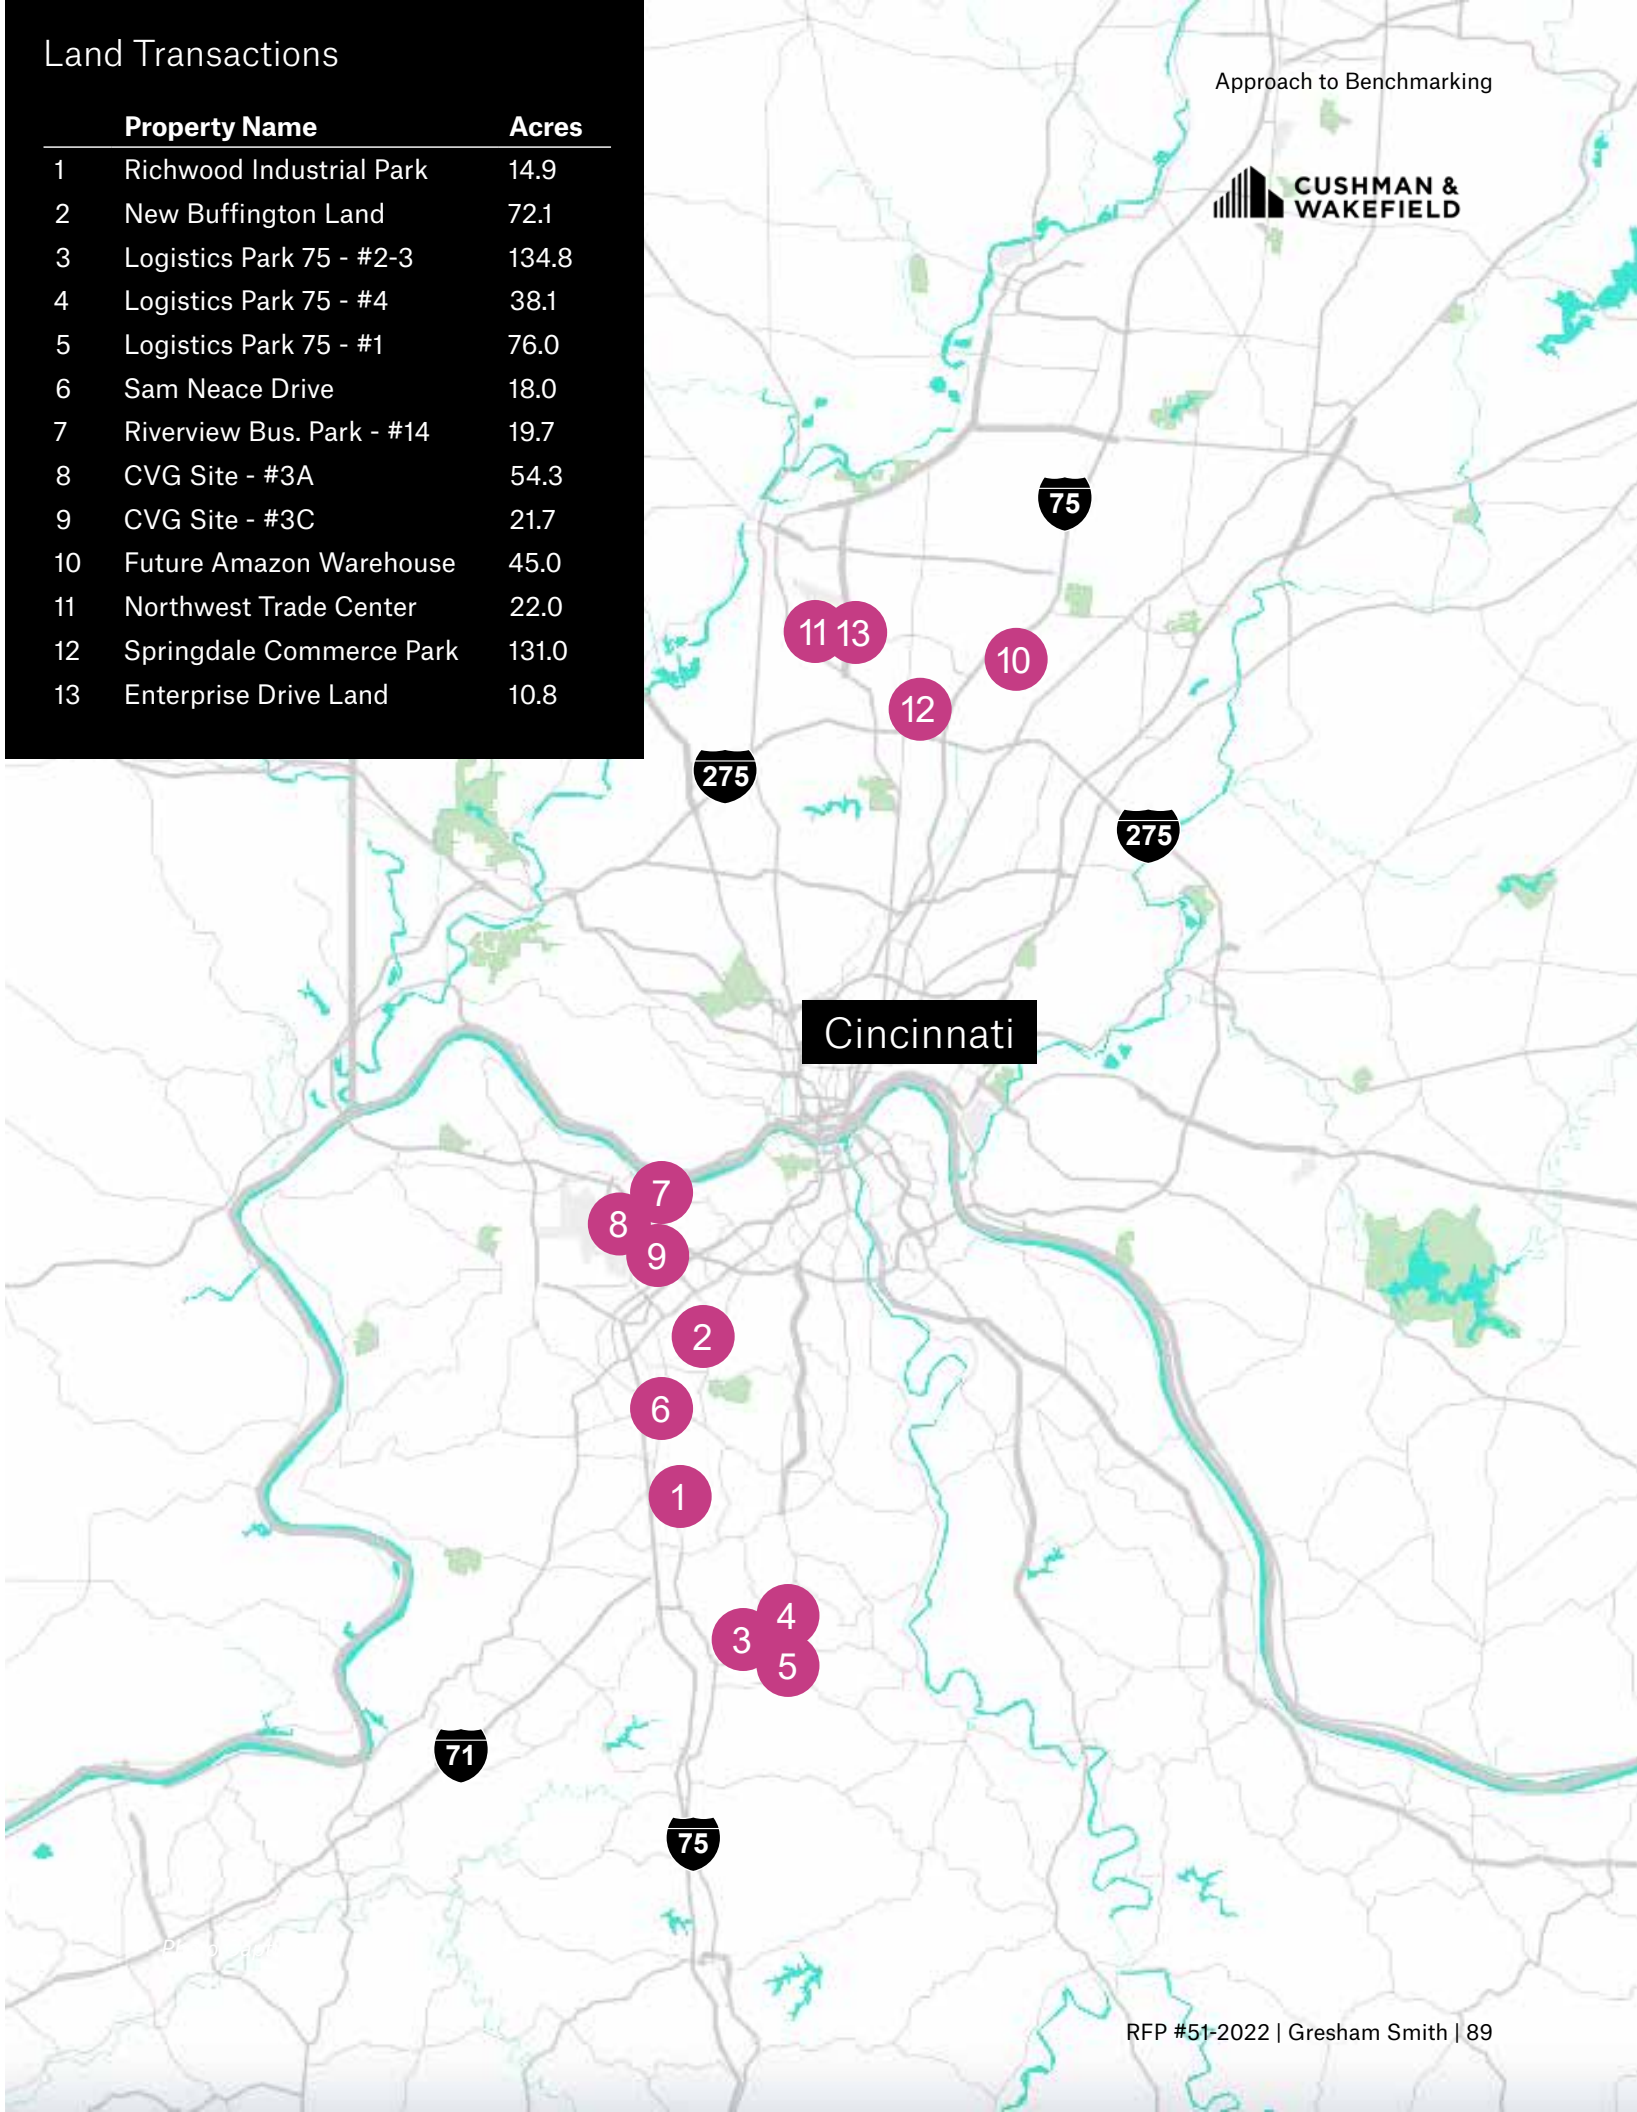 Land Transactions
Property Name Acres
1 Richwood Industrial Park 14.9
2 New Buffington Land 72.1
3 Logistics Park 75 - #2-3 134.8
4 Logistics Park 75 - #4 38.1
5 Logistics Park 75 - #1 76.0
6 Sam Neace Drive 18.0
7 Riverview Bus. Park - #14 19.7
8 CVG Site - #3A 54.3
9 CVG Site - #3C 21.7
10 Future Amazon Warehouse 45.0
11 Northwest Trade Center 22.0
12 Springdale Commerce Park 131.0
13 Enterprise Drive Land 10.8
Approach to Benchmarking
CUSHMAN &
WAKEFIELD
75
11 13
10
12
275
275
Cincinnati
7
8
9
2
6
1
4
3
5
71
75
RFP #51-2022 | Gresham Smith | 89